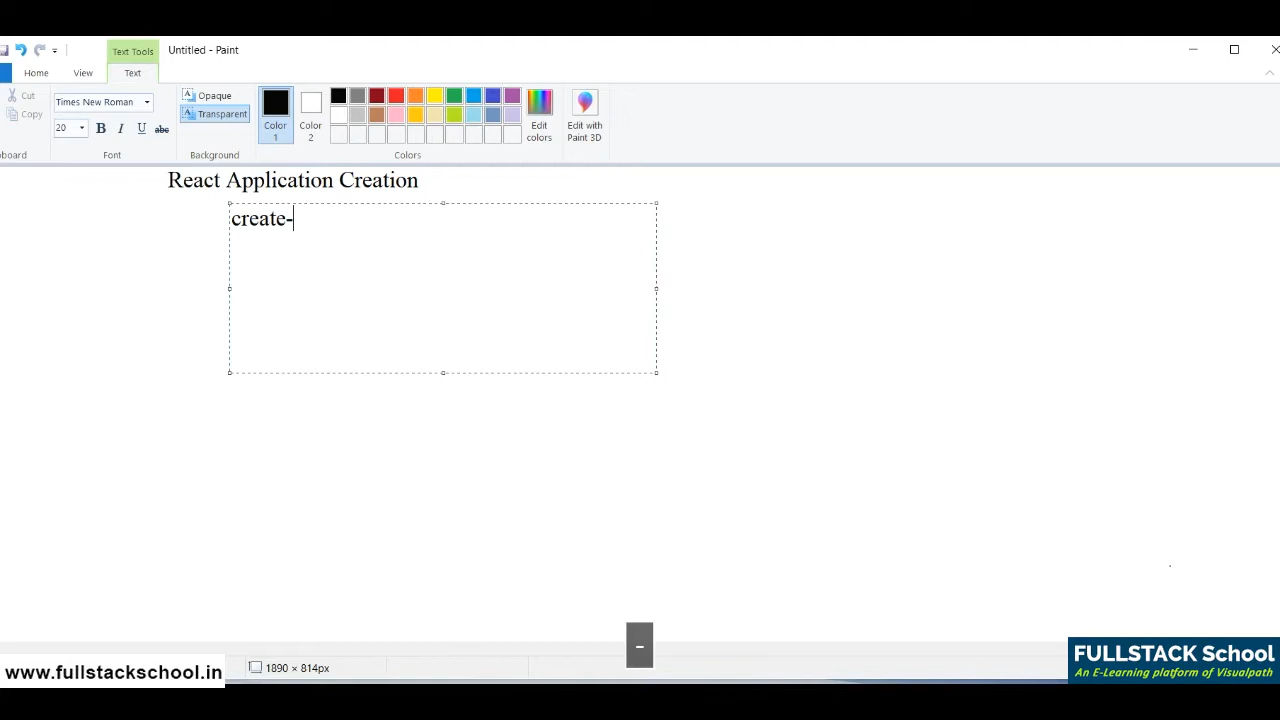 Text Tools
Untitled - Paint
Home
View
Text
Cut
Copy
Times New Roman
20
B
I
U
abc
Opaque
Transparent
Color
1
Color
2
Edit
colors
Edit with
Paint 3D
board
Font
Background
Colors
React Application Creation
create-
-
www.fullstackschool.in
1890 × 814px
FULLSTACK School
An E-Learning platform of Visualpath